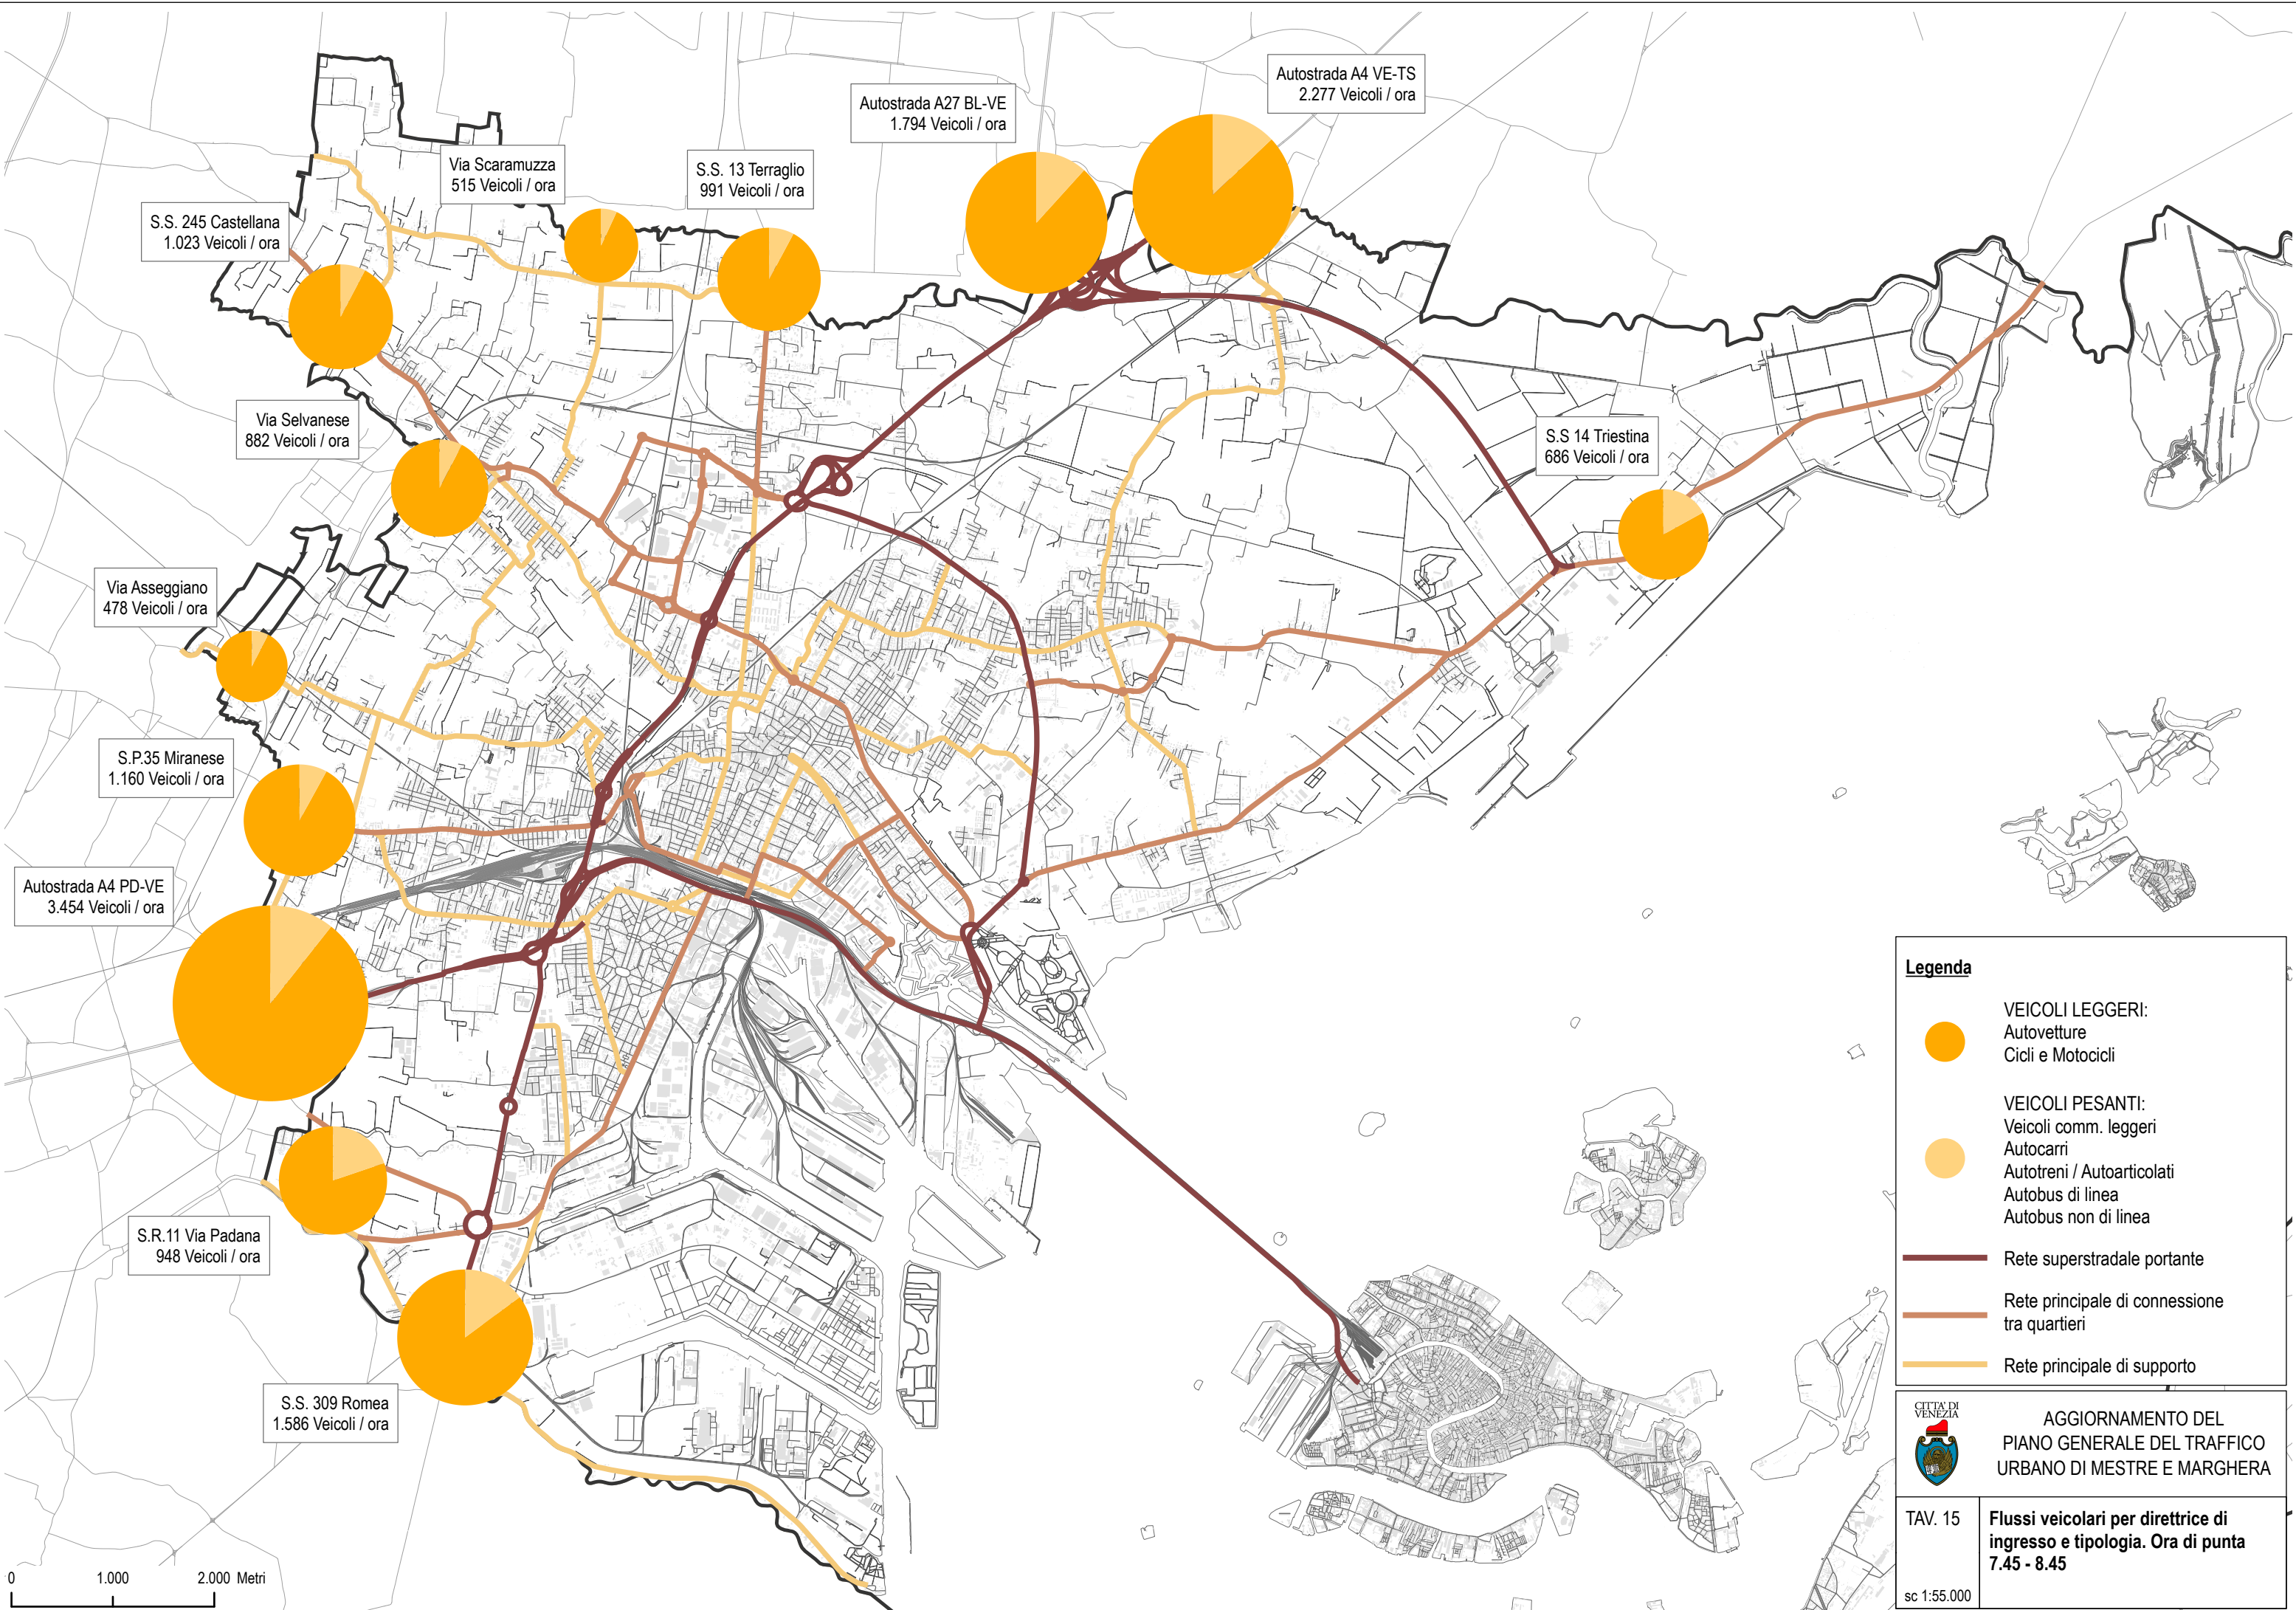 Autostrada A4 VE-TS
2.277 Veicoli / ora
Autostrada A27 BL-VE
1.794 Veicoli / ora
Via Scaramuzza
515 Veicoli / ora
S.S. 13 Terraglio
991 Veicoli / ora
S.S. 245 Castellana
1.023 Veicoli / ora
Via Selvanese
882 Veicoli / ora
S.S 14 Triestina
686 Veicoli / ora
Via Asseggiano
478 Veicoli / ora
S.P.35 Miranese
1.160 Veicoli / ora
Autostrada A4 PD-VE
3.454 Veicoli / ora
S.R.11 Via Padana
948 Veicoli / ora
S.S. 309 Romea
1.586 Veicoli / ora
0 1.000 2.000 Metri
Legenda
VEICOLI LEGGERI:
Autovetture
Cicli e Motocicli
VEICOLI PESANTI:
Veicoli comm. leggeri
Autocarri
Autotreni / Autoarticolati
Autobus di linea
Autobus non di linea
Rete superstradale portante
Rete principale di connessione
tra quartieri
Rete principale di supporto
CITTA' DI
VENEZIA
AGGIORNAMENTO DEL
PIANO GENERALE DEL TRAFFICO
URBANO DI MESTRE E MARGHERA
TAV. 15
sc 1:55.000
Flussi veicolari per direttrice di
ingresso e tipologia. Ora di punta
7.45 - 8.45